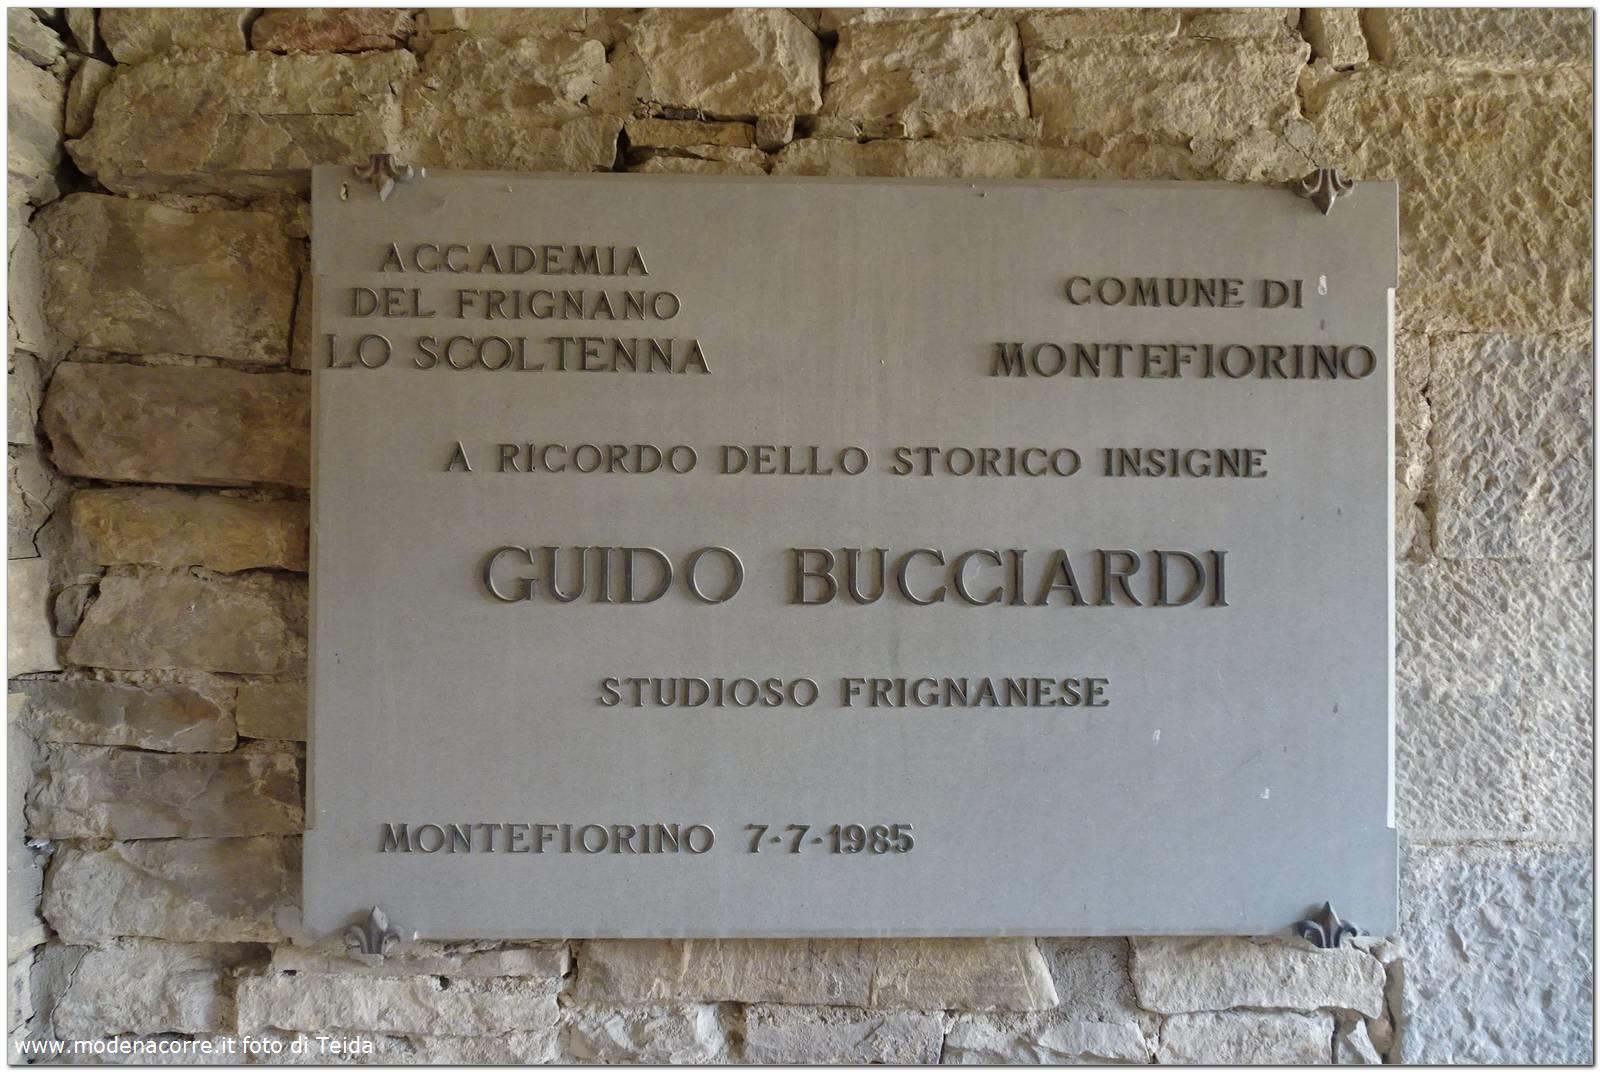 ACCADEMIA
DEL FRIGNANO
LO SCOLTENNA
COMUNE DI
MONTEFIORINO
A RICORDO DELLO STORICO INSIGNE
GUIDO BUCCIARDI
STUDIOSO FRIGNANESE
MONTEFIORINO 7-7-1985
www.modenacorre.it foto di Teida